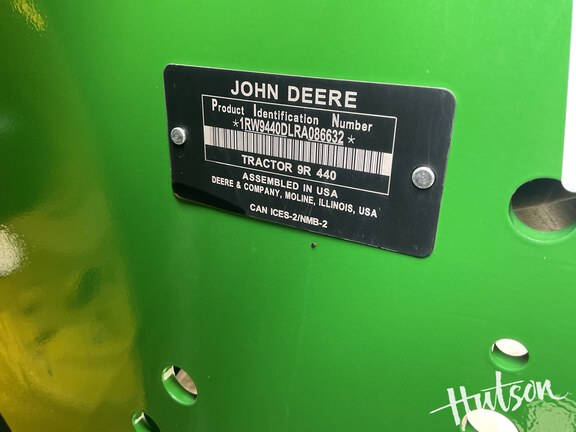 JOHN DEERE
Product Identification Number
*1RW9440DLRA086632*
TRACTOR 9R 440
ASSEMBLED IN USA
DEERE & COMPANY, MOLINE, ILLINOIS, USA
CAN ICES-2/NMB-2
Hutson